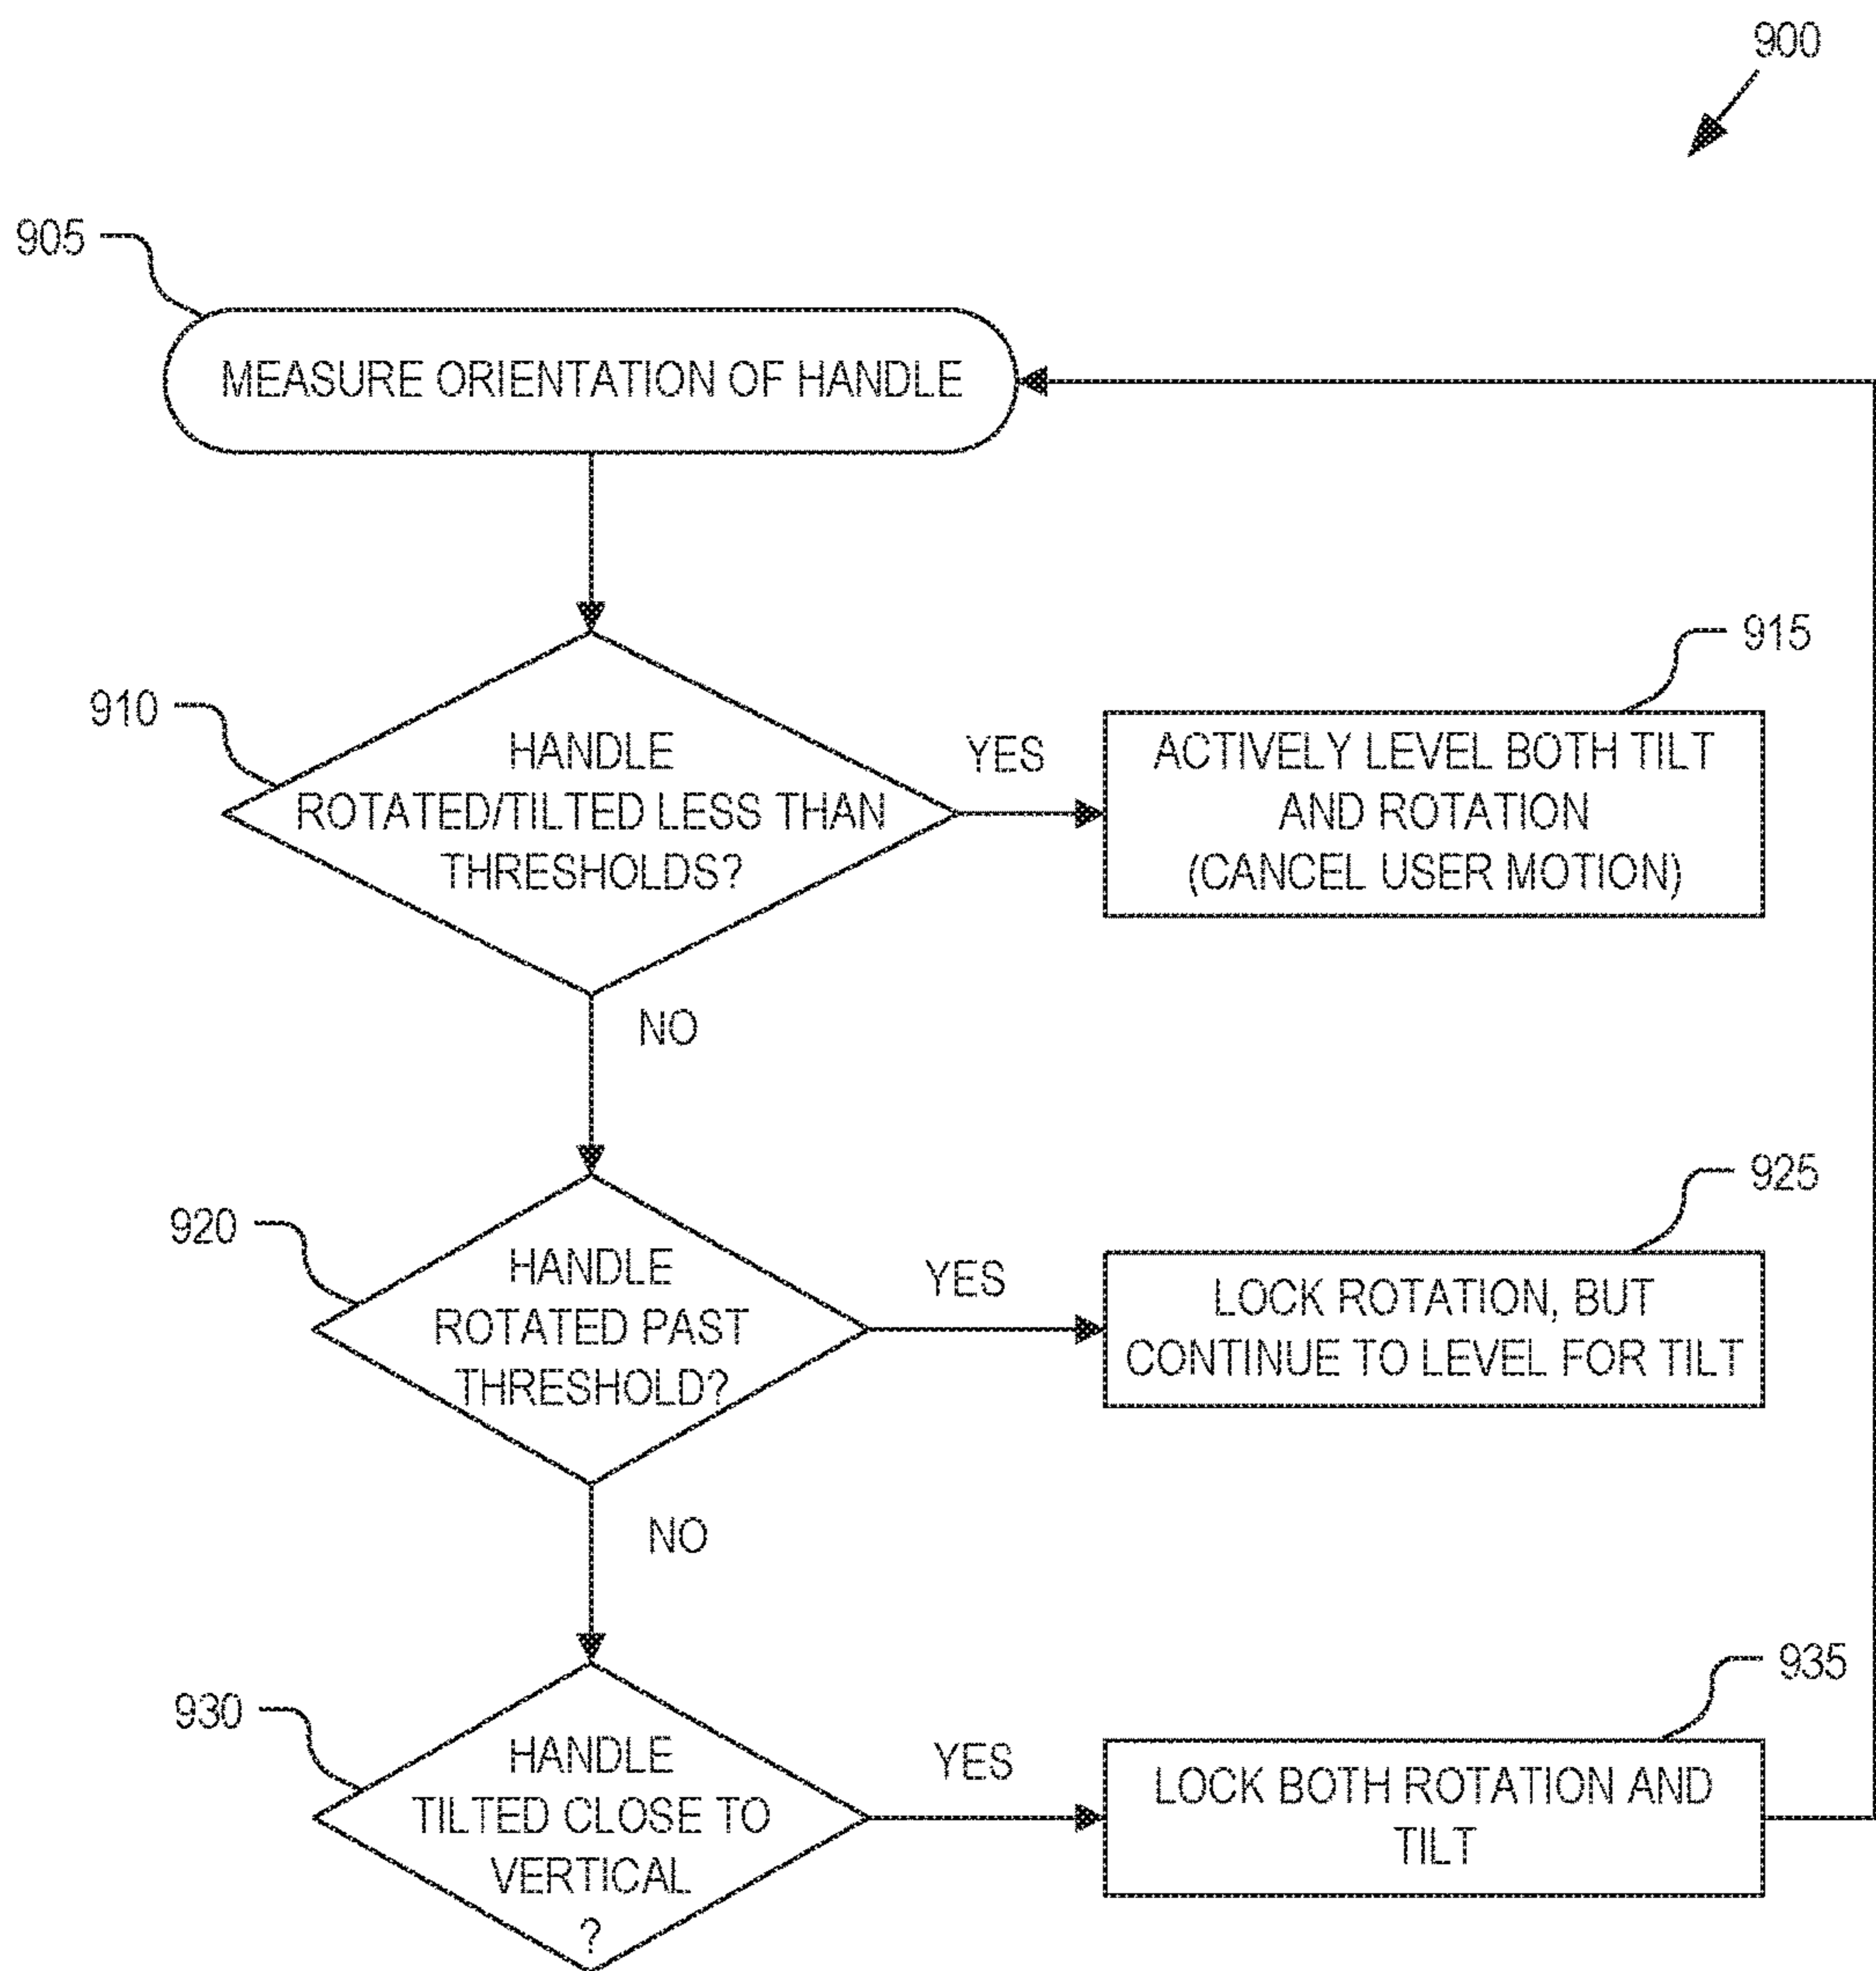 900
905
MEASURE ORIENTATION OF HANDLE
910
HANDLE
ROTATED/TILTED LESS THAN
THRESHOLDS?
YES
915
ACTIVELY LEVEL BOTH TILT
AND ROTATION
(CANCEL USER MOTION)
NO
920
HANDLE
ROTATED PAST
THRESHOLD?
YES
925
LOCK ROTATION, BUT
CONTINUE TO LEVEL FOR TILT
NO
930
HANDLE
TILTED CLOSE TO
VERTICAL
?
YES
935
LOCK BOTH ROTATION AND
TILT